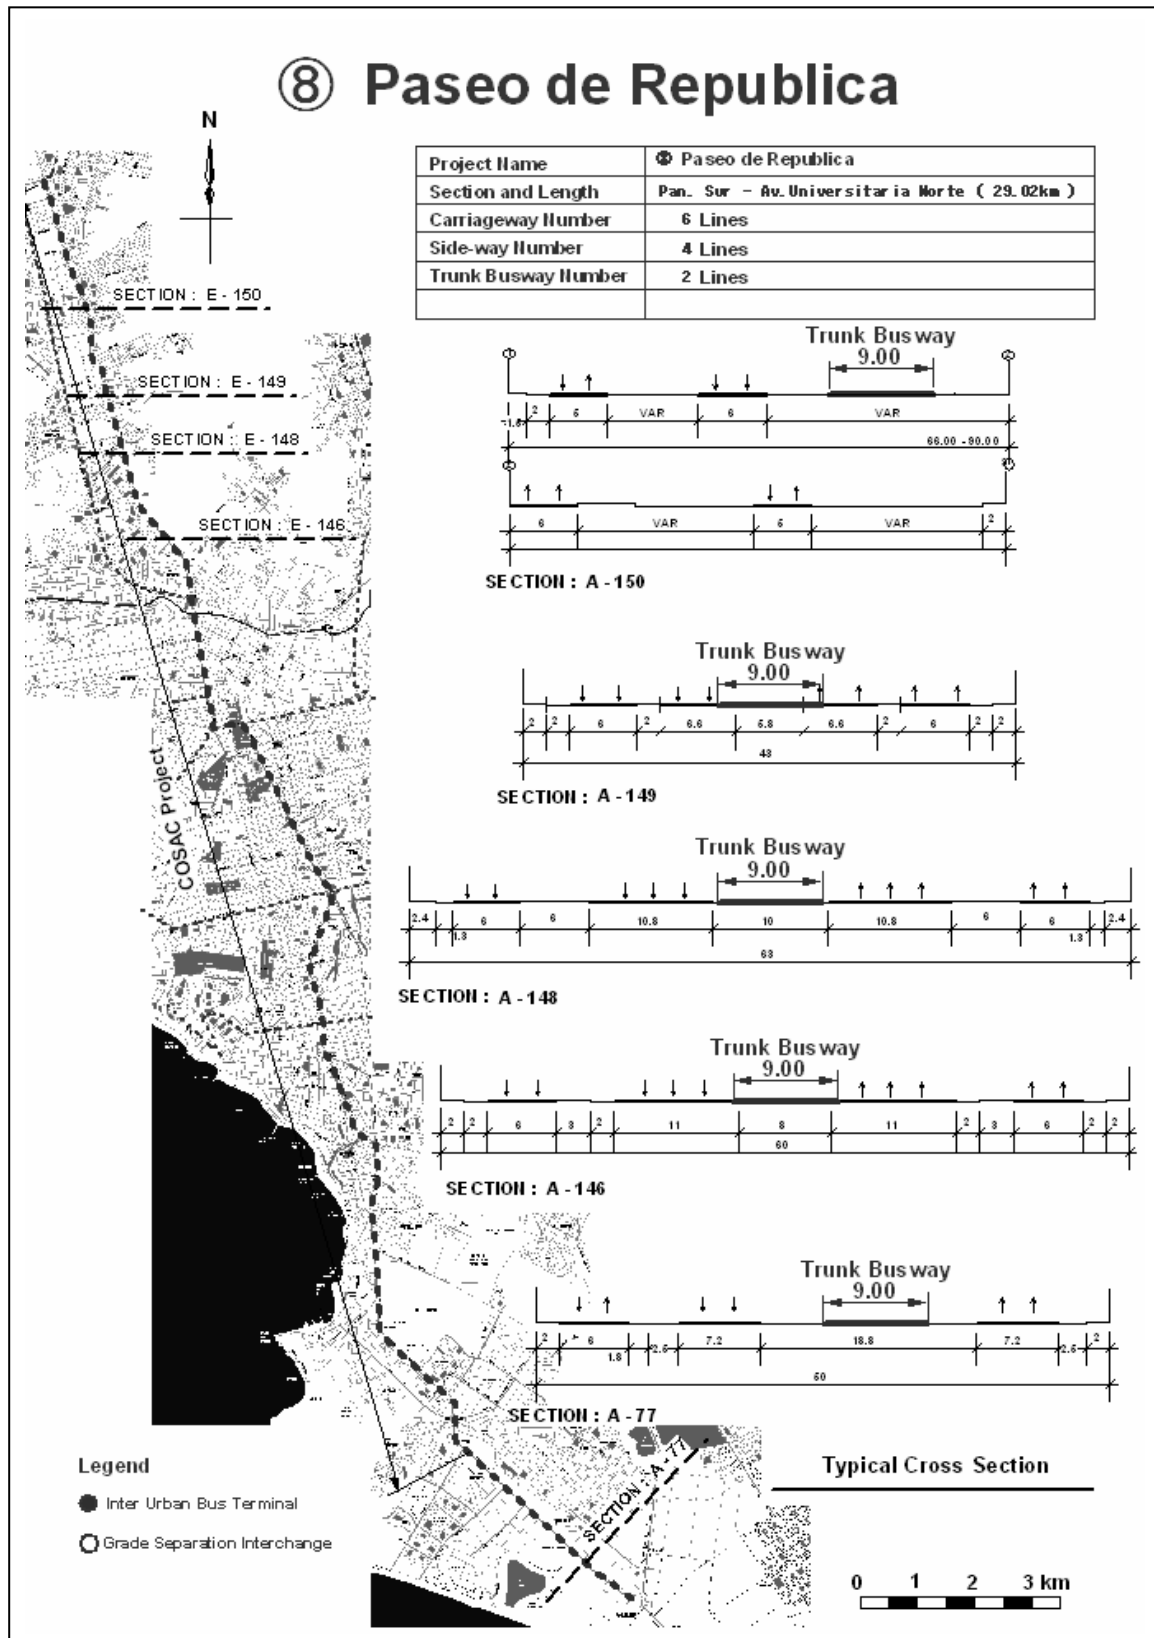 ⑧ Paseo de Republica
N
Project Name ⑧ Paseo de Republica
Section and Length Pan. Sur - Av.Universitaria Norte ( 29.02km )
Carriageway Number 6 Lines
Side-way Number 4 Lines
Trunk Busway Number 2 Lines
SECTION : E - 150
SECTION : E - 149
SECTION : E - 148
SECTION : E - 146
COSAC Project
Trunk Busway
9.00
2 VAR 6 VAR
66.00 -90.00
6 VAR VAR 2
SECTION : A - 150
Trunk Busway
9.00
2 2 6 2 6.6 5.8 6.6 2 6 2 2
43
SECTION : A - 149
Trunk Busway
9.00
2.4 1.3 6 6 10.8 10 10.8 6 6 1.3 2.4
63
SECTION : A - 148
Trunk Busway
9.00
2 2 6 3 2 11 8 11 2 3 6 2 2
60
SECTION : A - 146
Trunk Busway
9.00
2 6 1.8 2.5 7.2 18.8 7.2 2.5 2
50
SECTION : A - 77
SECTION : A - 77
Typical Cross Section
Legend
Inter Urban Bus Terminal
Grade Separation Interchange
0 1 2 3 km